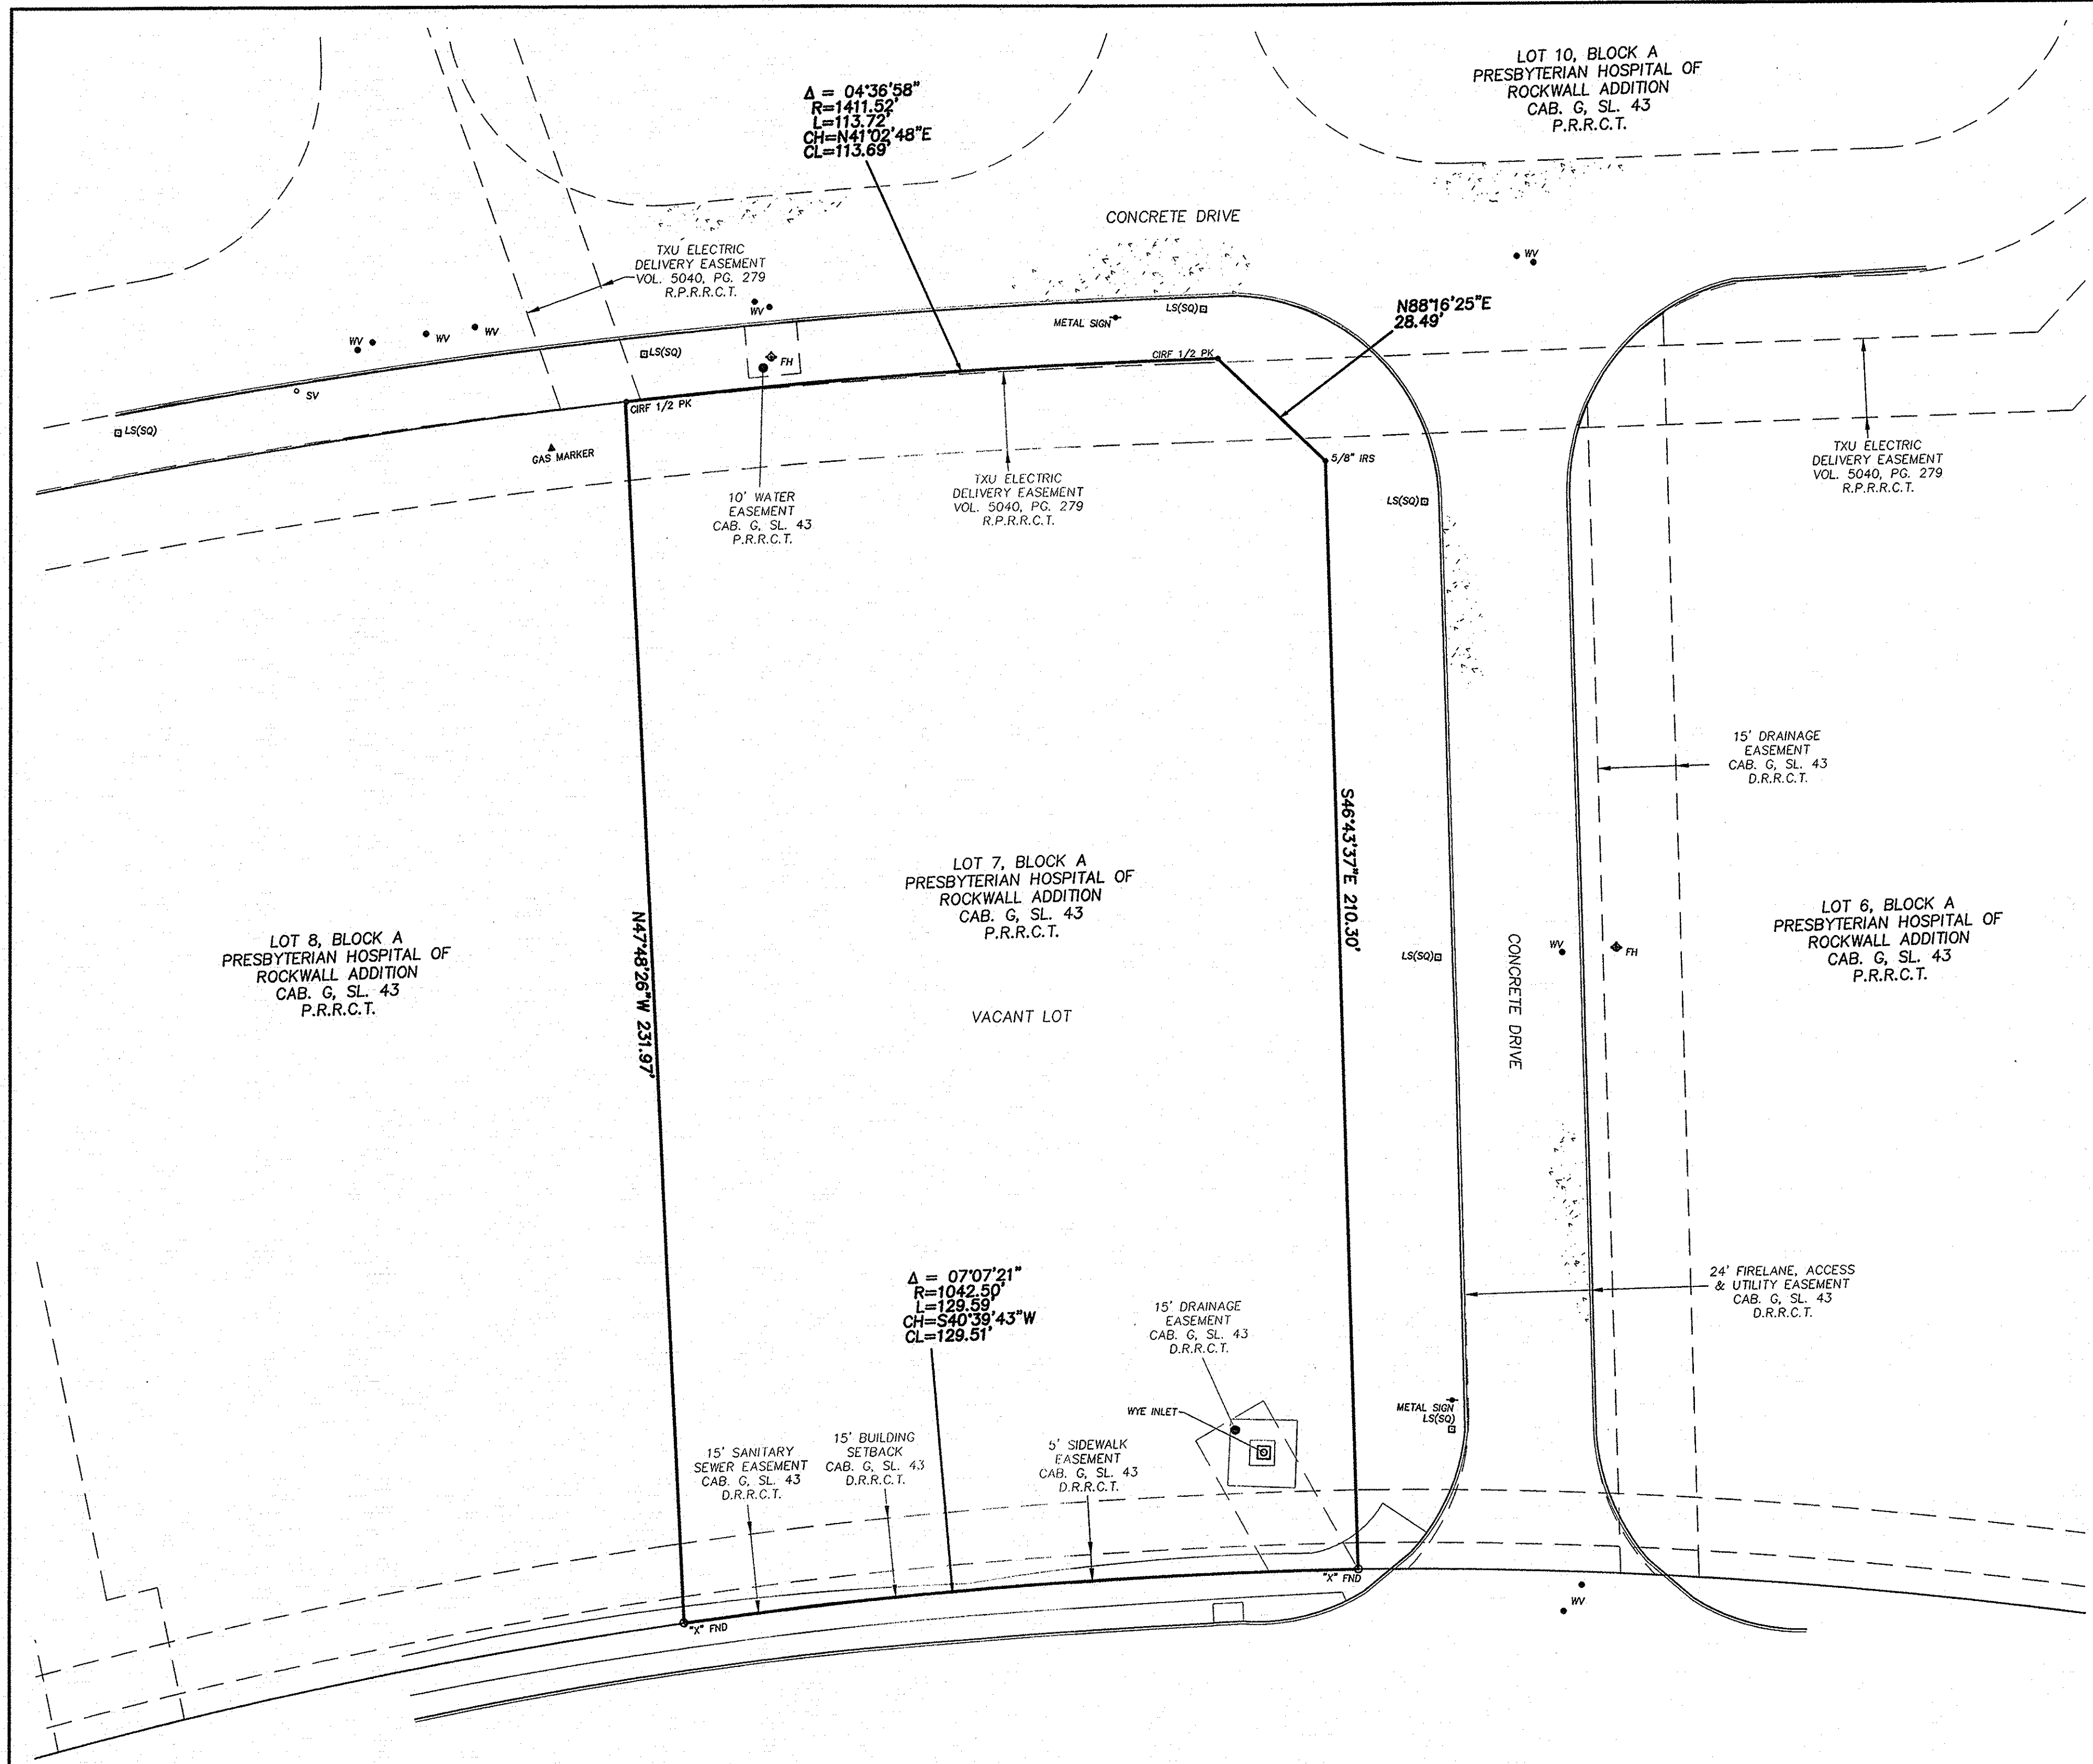 LOT 10, BLOCK A
PRESBYTERIAN HOSPITAL OF
ROCKWALL ADDITION
CAB. G, SL. 43
P.R.R.C.T.
Δ = 04°36'58"
R=1411.52'
L=113.72'
CH=N41°02'48"E
CL=113.69'
CONCRETE DRIVE
TXU ELECTRIC
DELIVERY EASEMENT
VOL. 5040, PG. 279
R.P.R.R.C.T.
WV
WV
WV
WV
WV
N88°16'25"E
28.49'
METAL SIGN
LS(SQ)
LS(SQ)
FH
CIRF 1/2 PK
SV
CIRF 1/2 PK
LS(SQ)
GAS MARKER
5/8" IRS
10' WATER
EASEMENT
CAB. G, SL. 43
P.R.R.C.T.
TXU ELECTRIC
DELIVERY EASEMENT
VOL. 5040, PG. 279
R.P.R.R.C.T.
LS(SQ)
TXU ELECTRIC
DELIVERY EASEMENT
VOL. 5040, PG. 279
R.P.R.R.C.T.
15' DRAINAGE
EASEMENT
CAB. G, SL. 43
D.R.R.C.T.
S46°43'37"E 210.30'
LOT 7, BLOCK A
PRESBYTERIAN HOSPITAL OF
ROCKWALL ADDITION
CAB. G, SL. 43
P.R.R.C.T.
VACANT LOT
N47°48'26"W 231.97'
LOT 8, BLOCK A
PRESBYTERIAN HOSPITAL OF
ROCKWALL ADDITION
CAB. G, SL. 43
P.R.R.C.T.
LS(SQ)
CONCRETE DRIVE
WV
FH
LOT 6, BLOCK A
PRESBYTERIAN HOSPITAL OF
ROCKWALL ADDITION
CAB. G, SL. 43
P.R.R.C.T.
Δ = 07°07'21"
R=1042.50'
L=129.59'
CH=S40°39'43"W
CL=129.51'
15' DRAINAGE
EASEMENT
CAB. G, SL. 43
D.R.R.C.T.
24' FIRELANE, ACCESS
& UTILITY EASEMENT
CAB. G, SL. 43
D.R.R.C.T.
WYE INLET
METAL SIGN
LS(SQ)
15' SANITARY
SEWER EASEMENT
CAB. G, SL. 43
D.R.R.C.T.
15' BUILDING
SETBACK
CAB. G, SL. 43
D.R.R.C.T.
5' SIDEWALK
EASEMENT
CAB. G, SL. 43
D.R.R.C.T.
"X" FND
"X" FND
WV